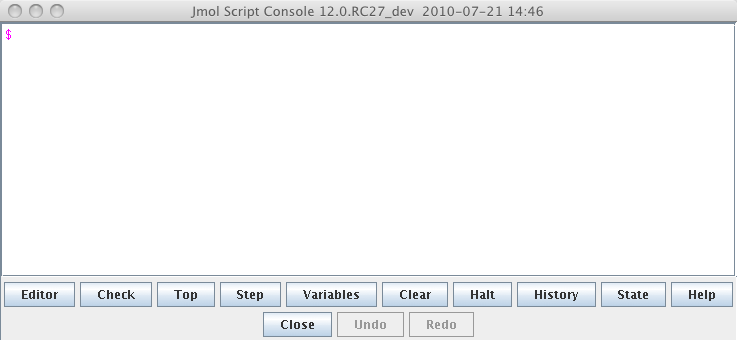 Jmol Script Console 12.0.RC27_dev 2010-07-21 14:46
$
Editor Check Top Step Variables Clear Halt History State Help
Close Undo Redo